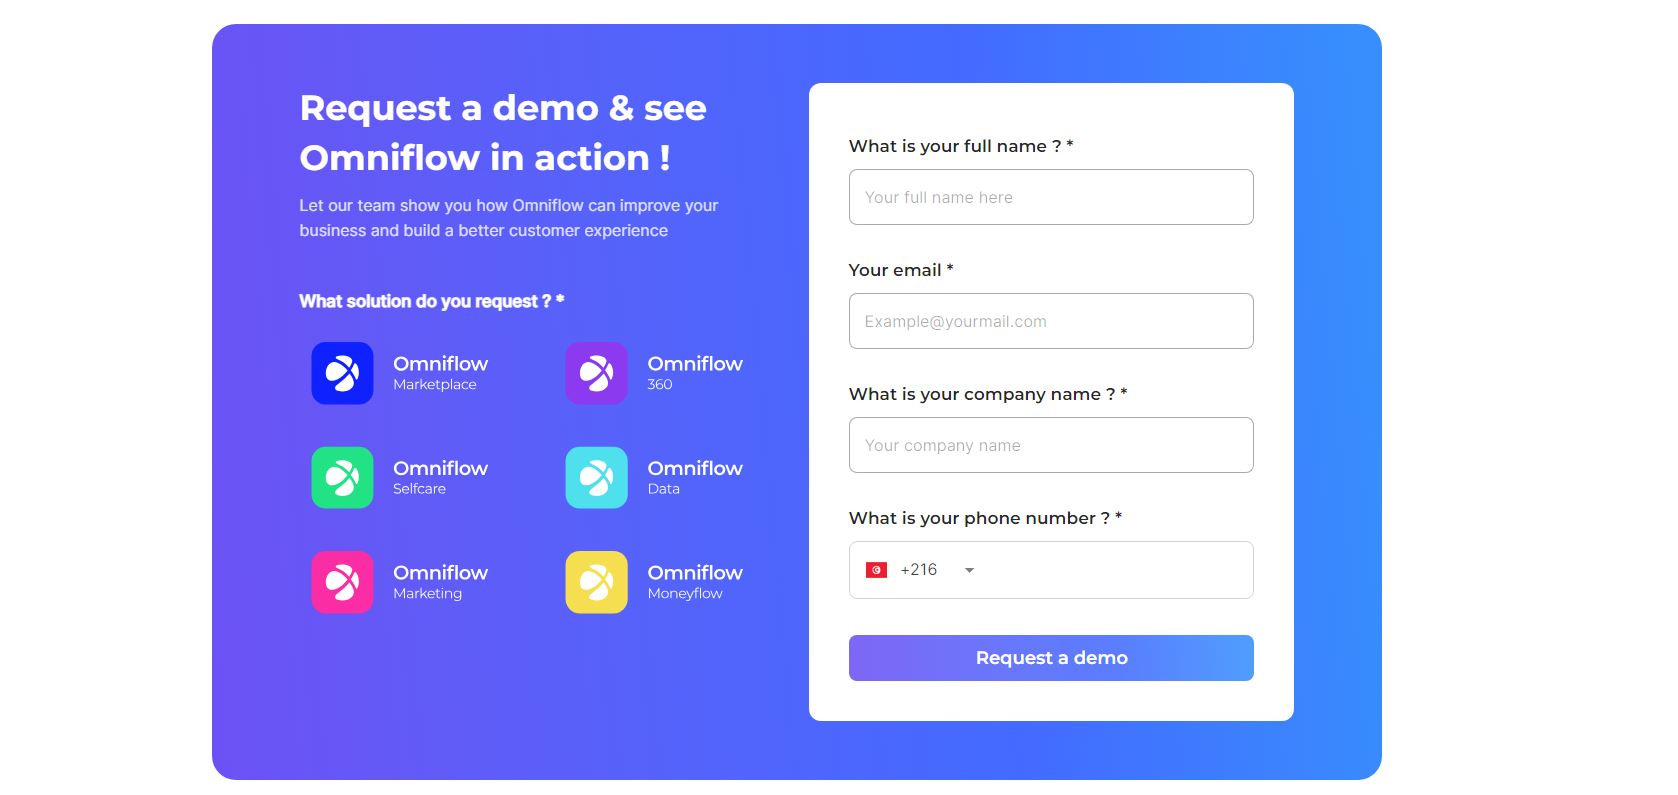 Request a demo & see
Omniflow in action !
Let our team show you how Omniflow can improve your
business and build a better customer experience
What solution do you request ? *
Omniflow
Marketplace
Omniflow
360
Omniflow
Selfcare
Omniflow
Data
Omniflow
Marketing
Omniflow
Moneyflow
What is your full name ? *
Your full name here
Your email *
Example@yourmail.com
What is your company name ? *
Your company name
What is your phone number ? *
+216
Request a demo